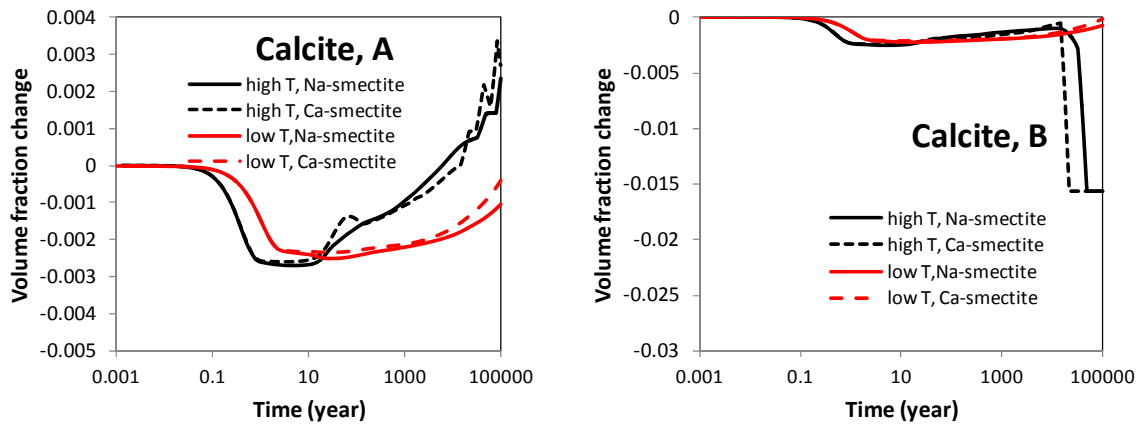 Calcite, A
high T, Na-smectite
high T, Ca-smectite
low T,Na-smectite
low T, Ca-smectite
Volume fraction change
0.004
0.003
0.002
0.001
0
-0.001
-0.002
-0.003
-0.004
-0.005
0.001 0.1 10 1000 100000
Time (year)
Calcite, B
high T, Na-smectite
high T, Ca-smectite
low T,Na-smectite
low T, Ca-smectite
Volume fraction change
0
-0.005
-0.01
-0.015
-0.02
-0.025
-0.03
0.001 0.1 10 1000 100000
Time (year)